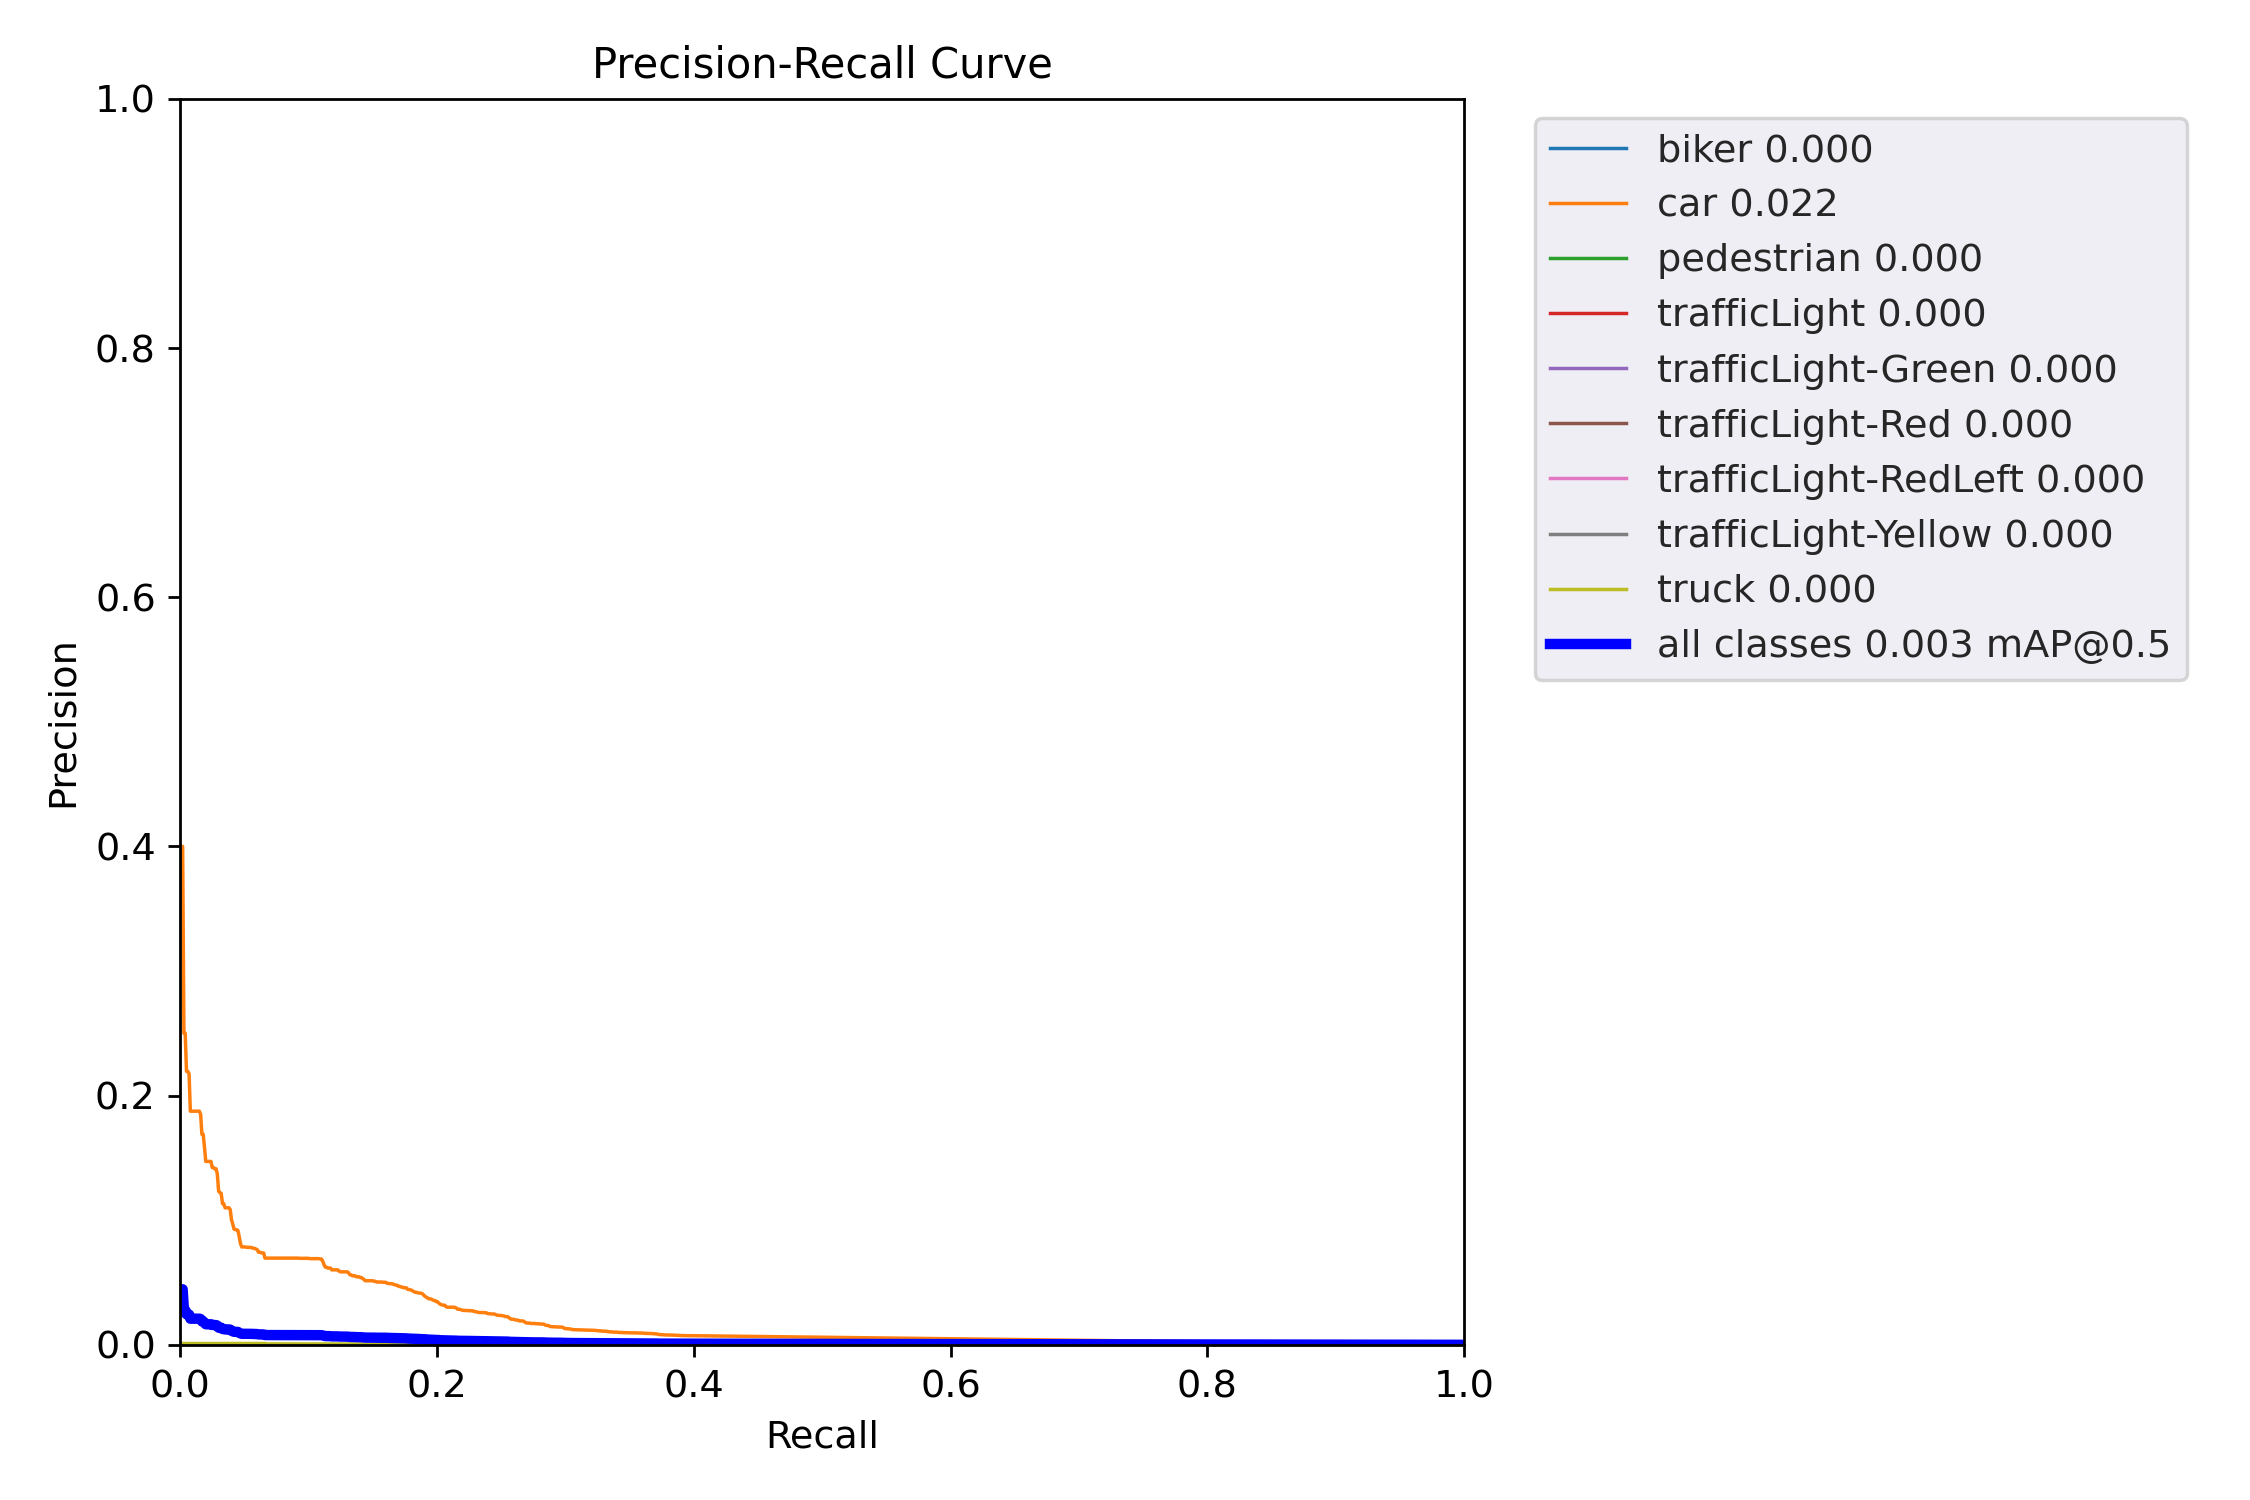 Precision-Recall Curve
1.0
0.8
0.6
0.4
0.2
0.0
Precision
0.0 0.2 0.4 0.6 0.8 1.0
Recall
biker 0.000
car 0.022
pedestrian 0.000
trafficLight 0.000
trafficLight-Green 0.000
trafficLight-Red 0.000
trafficLight-RedLeft 0.000
trafficLight-Yellow 0.000
truck 0.000
all classes 0.003 mAP@0.5